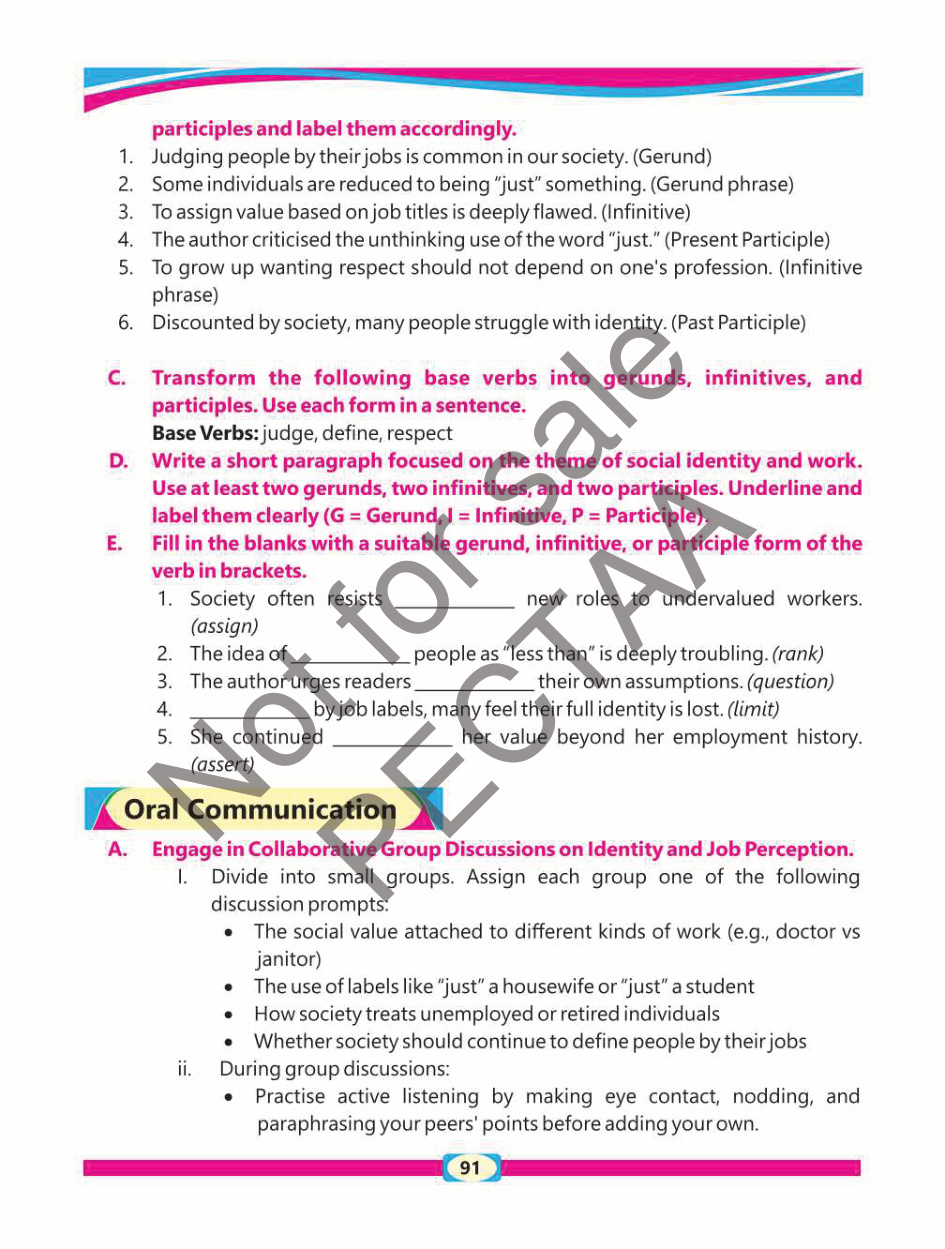 participles and label them accordingly.
1. Judging people by their jobs is common in our society. (Gerund)
2. Some individuals are reduced to being “just” something. (Gerund phrase)
3. To assign value based on job titles is deeply flawed. (Infinitive)
4. The author criticised the unthinking use of the word “just.” (Present Participle)
5. To grow up wanting respect should not depend on one's profession. (Infinitive
phrase)
6. Discounted by society, many people struggle with identity. (Past Participle)
C. Transform the following base verbs into gerunds, infinitives, and
participles. Use each form in a sentence.
Base Verbs: judge, define, respect
D. Write a short paragraph focused on the theme of social identity and work.
Use at least two gerunds, two infinitives, and two participles. Underline and
label them clearly (G = Gerund, I = Infinitive, P = Participle).
E. Fill in the blanks with a suitable gerund, infinitive, or participle form of the
verb in brackets.
1. Society often resists ____________ new roles to undervalued workers.
(assign)
2. The idea of ____________ people as “less than” is deeply troubling. (rank)
3. The author urges readers ____________ their own assumptions. (question)
4. ____________ by job labels, many feel their full identity is lost. (limit)
5. She continued ____________ her value beyond her employment history.
(assert)
Oral Communication
A. Engage in Collaborative Group Discussions on Identity and Job Perception.
I. Divide into small groups. Assign each group one of the following
discussion prompts:
• The social value attached to different kinds of work (e.g., doctor vs
janitor)
• The use of labels like “just” a housewife or “just” a student
• How society treats unemployed or retired individuals
• Whether society should continue to define people by their jobs
ii. During group discussions:
• Practise active listening by making eye contact, nodding, and
paraphrasing your peers' points before adding your own.
91
Not for sale
PECTAA